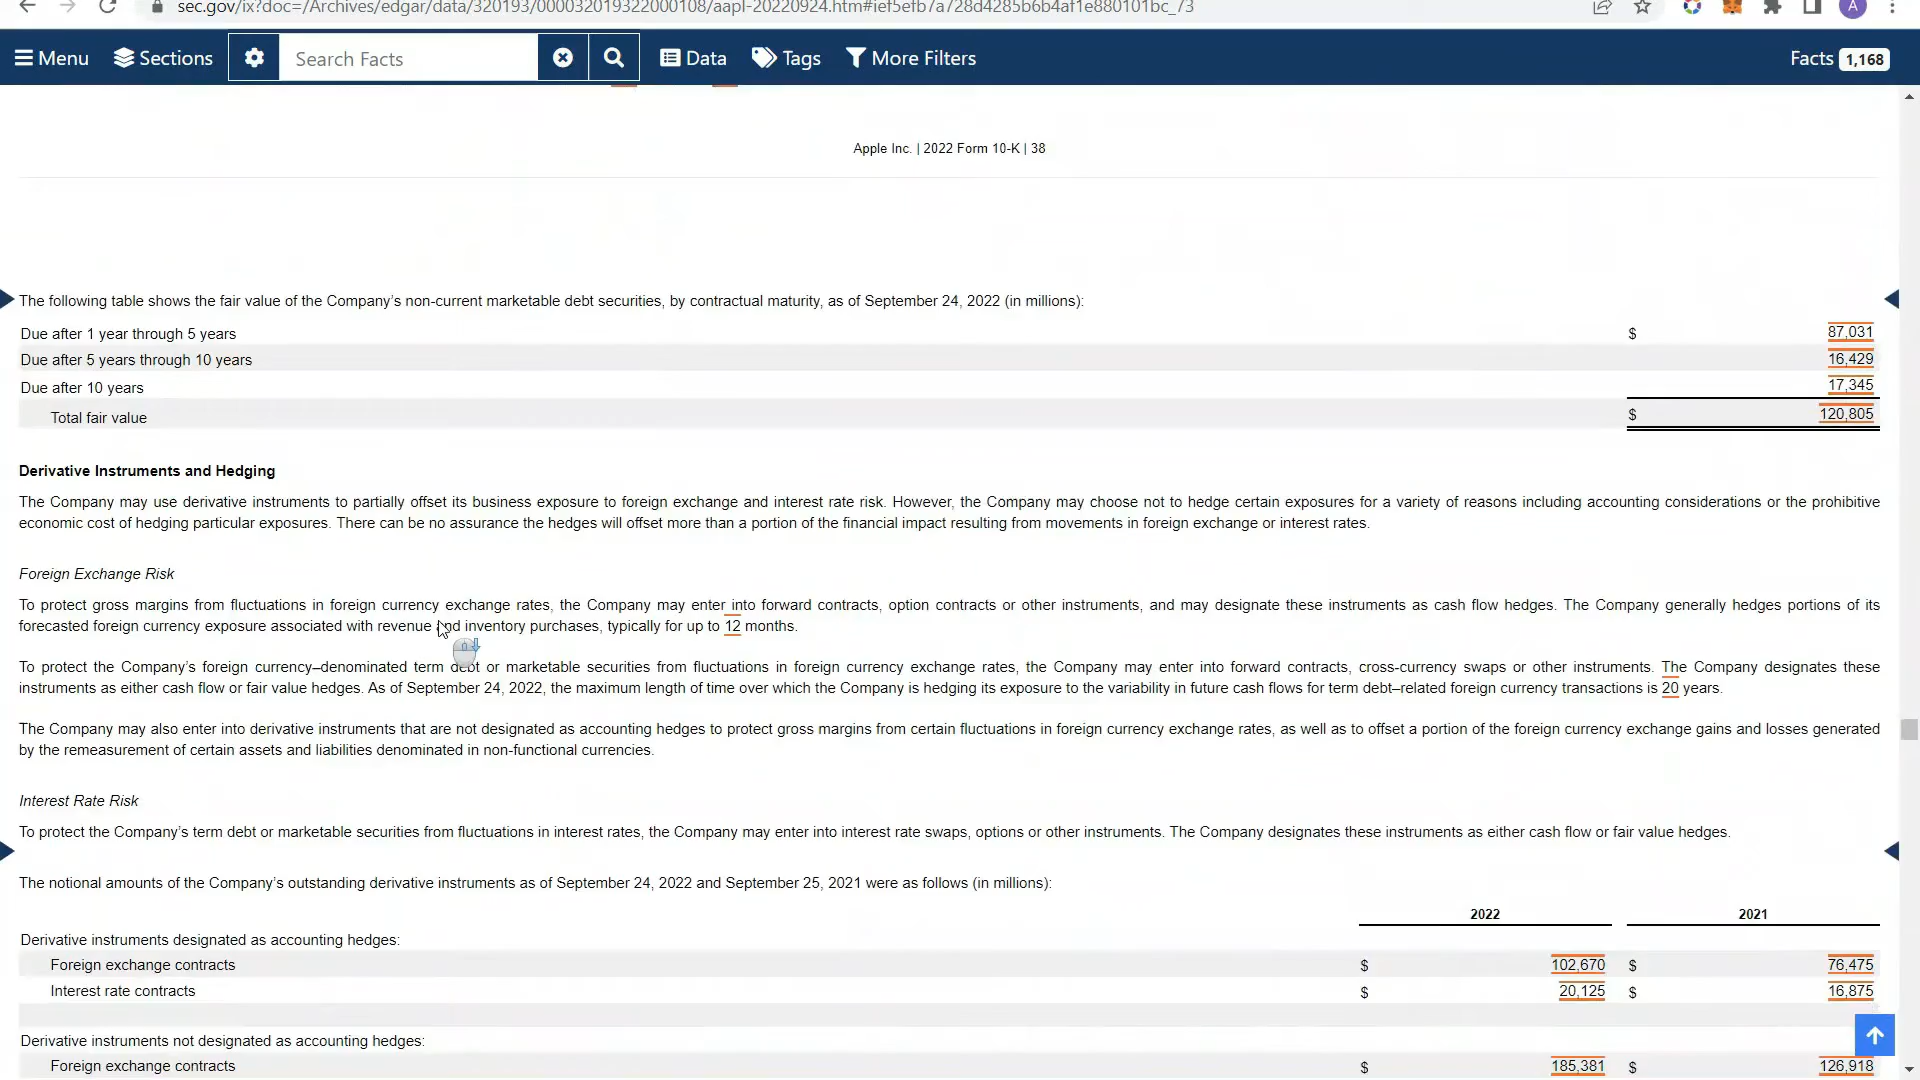 sec.gov/ix?doc=/Archives/edgar/data/320193/000032019322000108/aapl-20220924.htm#ief5efb7a728d4285b6b4af1e880101bc_73
A
Menu Sections Search Facts Data Tags More Filters Facts 1,168
Apple Inc. | 2022 Form 10-K | 38
The following table shows the fair value of the Company’s non-current marketable debt securities, by contractual maturity, as of September 24, 2022 (in millions):
Due after 1 year through 5 years $ 87,031
Due after 5 years through 10 years 16,429
Due after 10 years 17,345
Total fair value $ 120,805
Derivative Instruments and Hedging
The Company may use derivative instruments to partially offset its business exposure to foreign exchange and interest rate risk. However, the Company may choose not to hedge certain exposures for a variety of reasons including accounting considerations or the prohibitive
economic cost of hedging particular exposures. There can be no assurance the hedges will offset more than a portion of the financial impact resulting from movements in foreign exchange or interest rates.
Foreign Exchange Risk
To protect gross margins from fluctuations in foreign currency exchange rates, the Company may enter into forward contracts, option contracts or other instruments, and may designate these instruments as cash flow hedges. The Company generally hedges portions of its
forecasted foreign currency exposure associated with revenue and inventory purchases, typically for up to 12 months.
To protect the Company’s foreign currency–denominated term debt or marketable securities from fluctuations in foreign currency exchange rates, the Company may enter into forward contracts, cross-currency swaps or other instruments. The Company designates these
instruments as either cash flow or fair value hedges. As of September 24, 2022, the maximum length of time over which the Company is hedging its exposure to the variability in future cash flows for term debt–related foreign currency transactions is 20 years.
The Company may also enter into derivative instruments that are not designated as accounting hedges to protect gross margins from certain fluctuations in foreign currency exchange rates, as well as to offset a portion of the foreign currency exchange gains and losses generated
by the remeasurement of certain assets and liabilities denominated in non-functional currencies.
Interest Rate Risk
To protect the Company’s term debt or marketable securities from fluctuations in interest rates, the Company may enter into interest rate swaps, options or other instruments. The Company designates these instruments as either cash flow or fair value hedges.
The notional amounts of the Company’s outstanding derivative instruments as of September 24, 2022 and September 25, 2021 were as follows (in millions):
2022 2021
Derivative instruments designated as accounting hedges:
Foreign exchange contracts $ 102,670 $ 76,475
Interest rate contracts $ 20,125 $ 16,875
Derivative instruments not designated as accounting hedges:
Foreign exchange contracts $ 185,381 $ 126,918